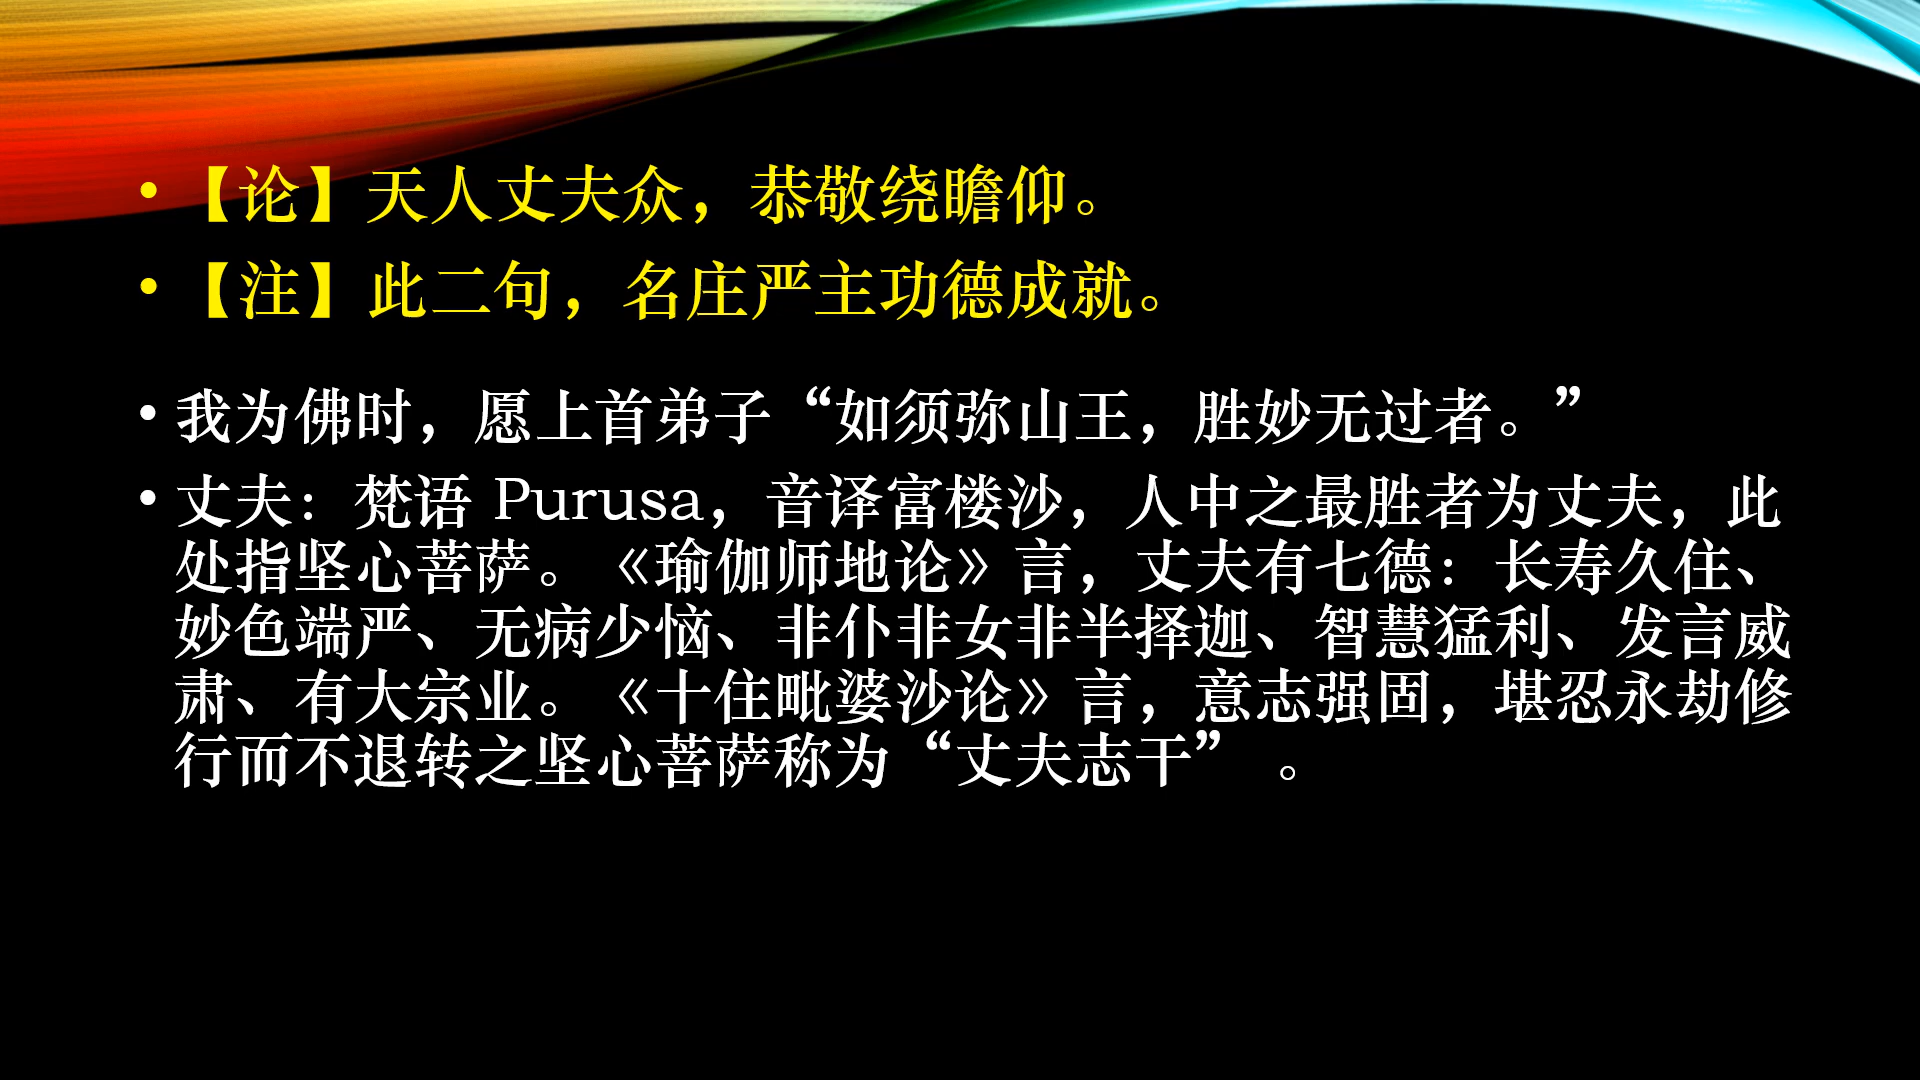 •【论】天人丈夫众，恭敬绕瞻仰。
•【注】此二句，名庄严主功德成就。
• 我为佛时，愿上首弟子“如须弥山王，胜妙无过者。”
• 丈夫：梵语 Purusa，音译富楼沙，人中之最胜者为丈夫，此
处指坚心菩萨。《瑜伽师地论》言，丈夫有七德：长寿久住、
妙色端严、无病少恼、非仆非女非半择迦、智慧猛利、发言威
肃、有大宗业。《十住毗婆沙论》言，意志强固，堪忍永劫修
行而不退转之坚心菩萨称为“丈夫志干” 。